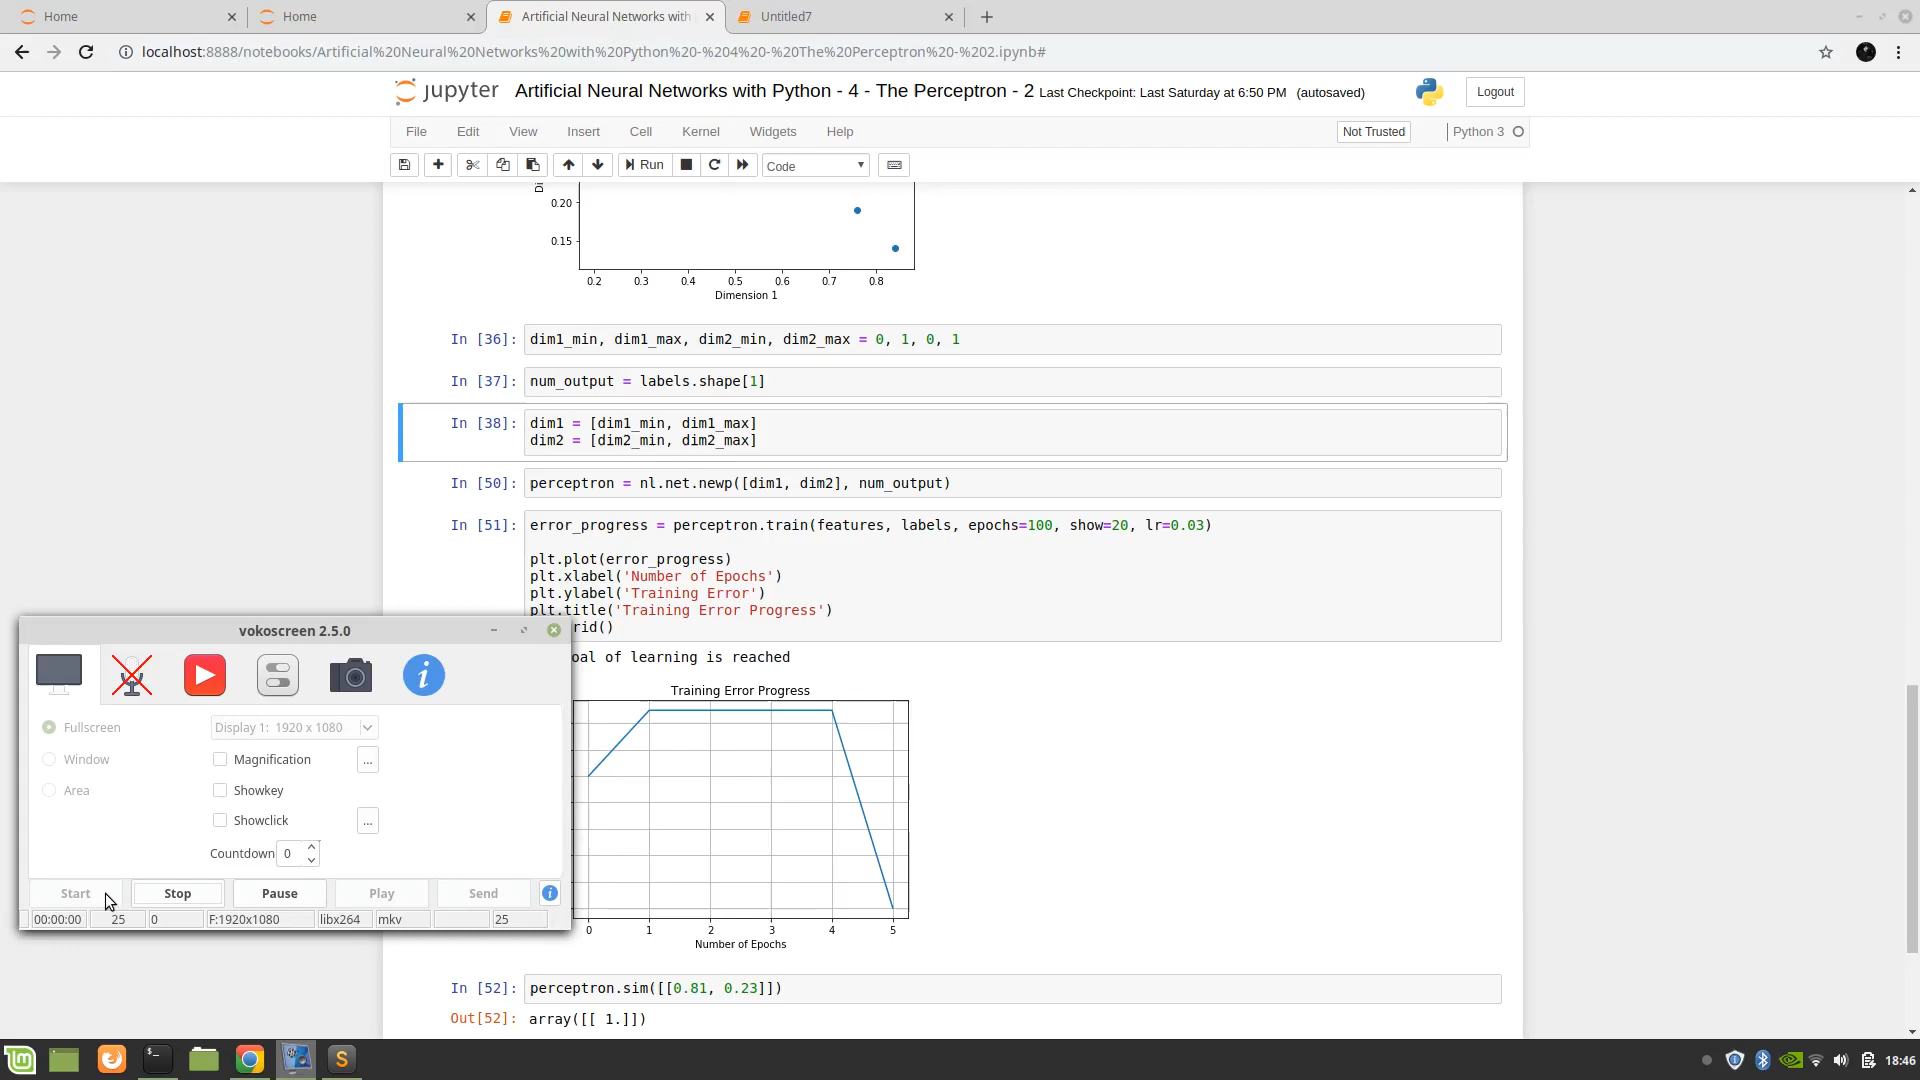 Home
Home
Artificial Neural Networks with
Untitled7
localhost:8888/notebooks/Artificial%20Neural%20Networks%20with%20Python%20-%204%20-%20The%20Perceptron%20-%202.ipynb#
jupyter
Artificial Neural Networks with Python - 4 - The Perceptron - 2 Last Checkpoint: Last Saturday at 6:50 PM (autosaved)
Logout
File Edit View Insert Cell Kernel Widgets Help
Not Trusted
Python 3
Run
Code
Di
0.20
0.15
0.2 0.3 0.4 0.5 0.6 0.7 0.8
Dimension 1
In [36]: dim1_min, dim1_max, dim2_min, dim2_max = 0, 1, 0, 1
In [37]: num_output = labels.shape[1]
In [38]: dim1 = [dim1_min, dim1_max]
dim2 = [dim2_min, dim2_max]
In [50]: perceptron = nl.net.newp([dim1, dim2], num_output)
In [51]: error_progress = perceptron.train(features, labels, epochs=100, show=20, lr=0.03)
plt.plot(error_progress)
plt.xlabel('Number of Epochs')
plt.ylabel('Training Error')
plt.title('Training Error Progress')
rid()
oal of learning is reached
Training Error Progress
0 1 2 3 4 5
Number of Epochs
In [52]: perceptron.sim([[0.81, 0.23]])
Out[52]: array([[ 1.]])
vokoscreen 2.5.0
Fullscreen
Display 1: 1920 x 1080
Window
Magnification
...
Area
Showkey
Showclick
...
Countdown 0
Start Stop Pause Play Send
00:00:00 25 0 F:1920x1080 libx264 mkv 25
18:46